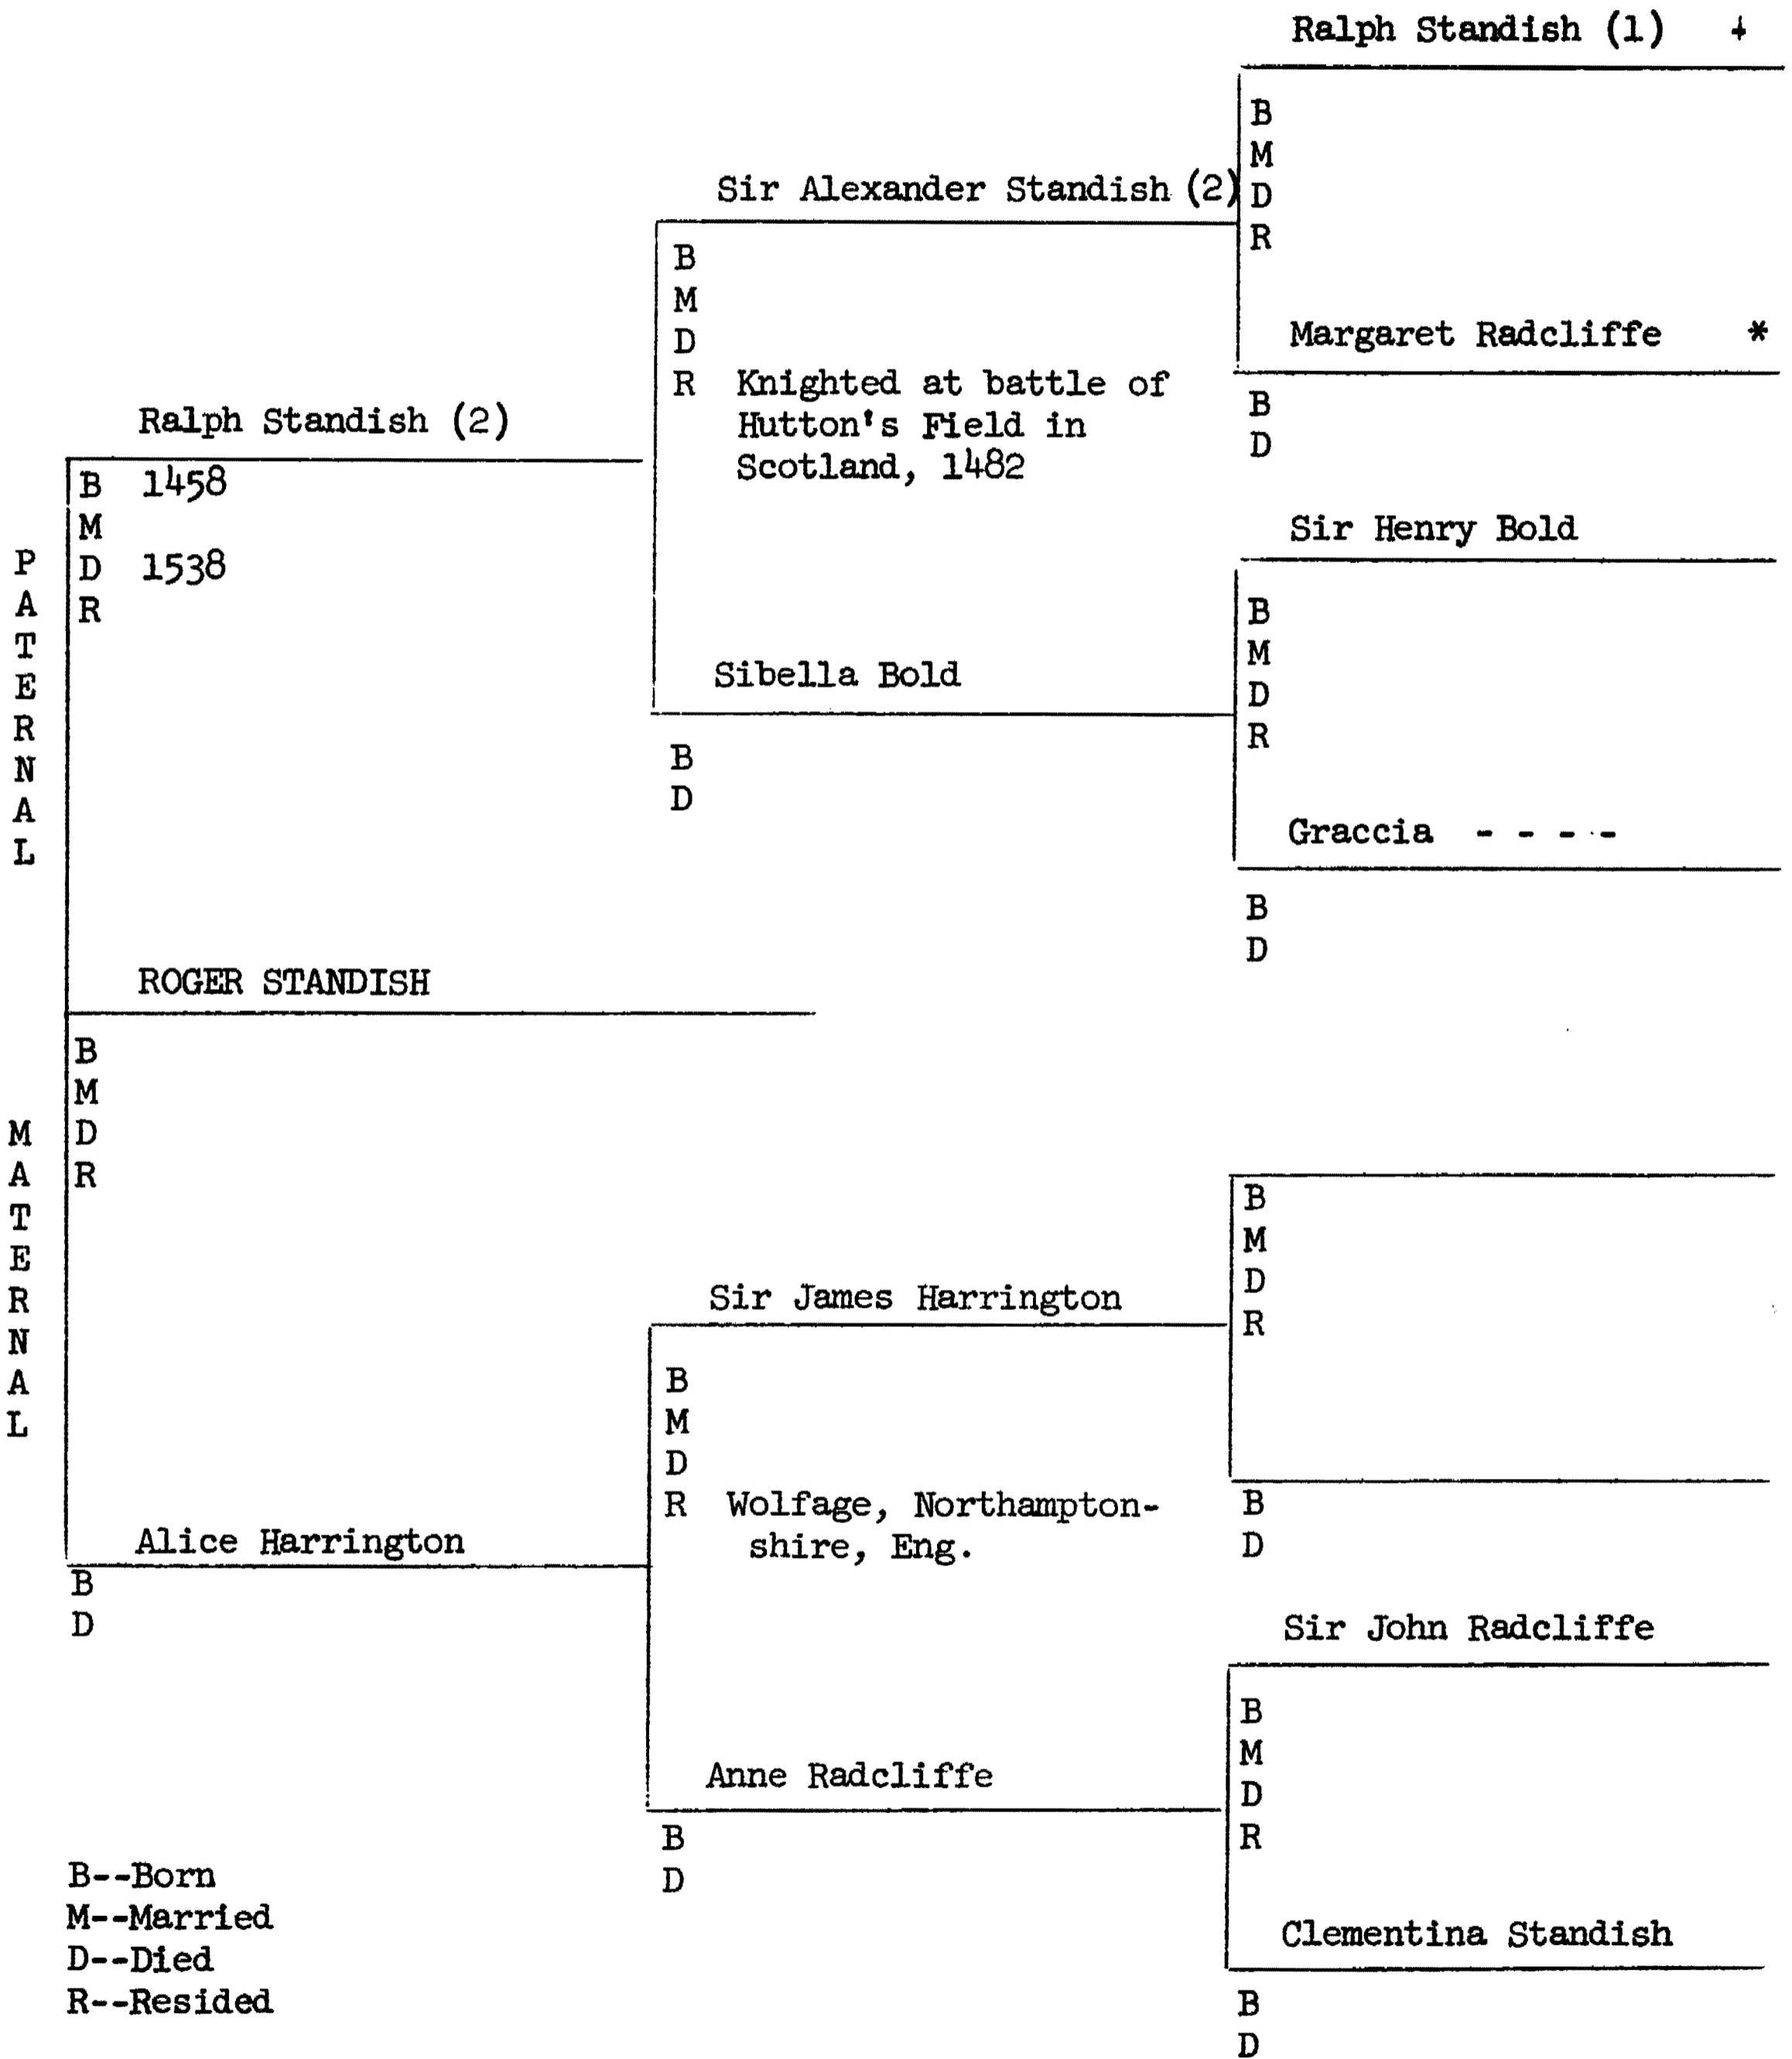 Ralph Standish (1) +
B
M
D
R
Margaret Radcliffe *
B
D
Sir Alexander Standish (2)
B
M
D
R Knighted at battle of
Hutton's Field in
Scotland, 1482
Sibella Bold
B
D
Sir Henry Bold
B
M
D
R
Graccia - - - -
B
D
Ralph Standish (2)
B 1458
M
D 1538
R
PATERNAL
ROGER STANDISH
B
M
D
R
MATERNAL
Alice Harrington
B
D
Sir James Harrington
B
M
D
R Wolfage, Northampton-
shire, Eng.
Anne Radcliffe
B
D
B
M
D
R
B
D
Sir John Radcliffe
B
M
D
R
Clementina Standish
B
D
B--Born
M--Married
D--Died
R--Resided